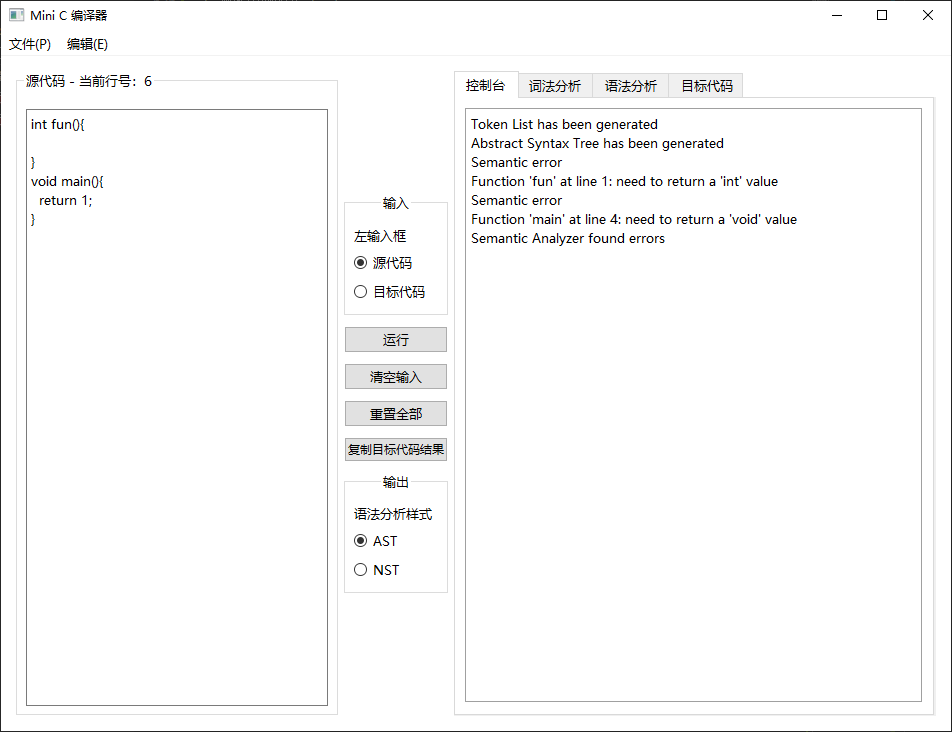 Mini C 编译器
文件(P) 编辑(E)
源代码 - 当前行号：6
int fun(){
}
void main(){
return 1;
}
输入
左输入框
源代码
目标代码
运行
清空输入
重置全部
复制目标代码结果
输出
语法分析样式
AST
NST
控制台 词法分析 语法分析 目标代码
Token List has been generated
Abstract Syntax Tree has been generated
Semantic error
Function 'fun' at line 1: need to return a 'int' value
Semantic error
Function 'main' at line 4: need to return a 'void' value
Semantic Analyzer found errors